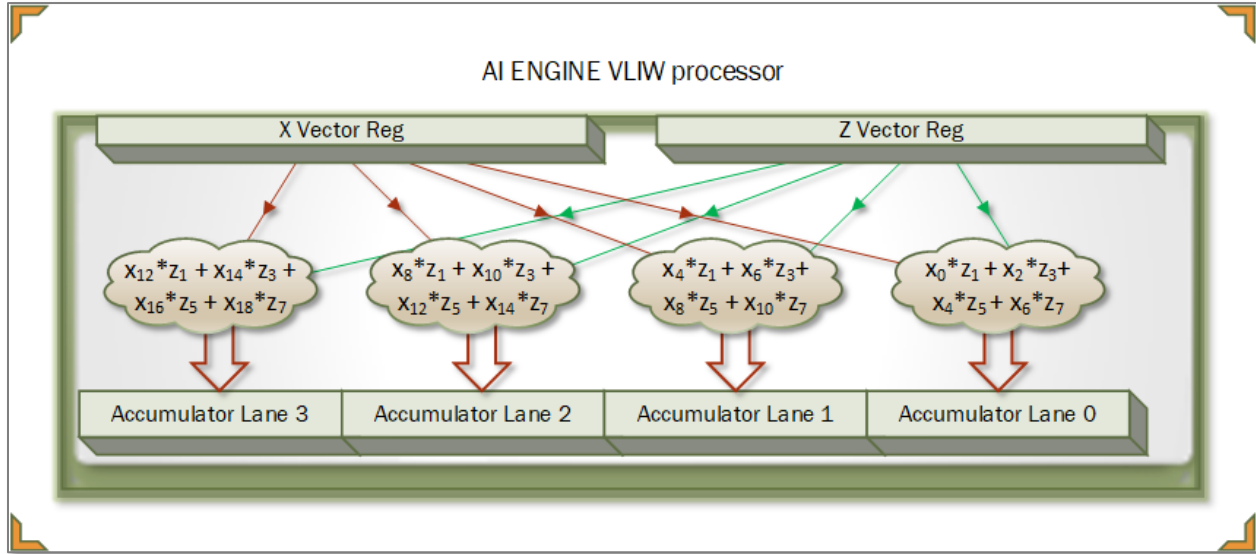 AI ENGINE VLIW processor
X Vector Reg
Z Vector Reg
x₁₂*z₁ + x₁₄*z₃ +
x₁₆*z₅ + x₁₈*z₇
x₈*z₁ + x₁₀*z₃ +
x₁₂*z₅ + x₁₄*z₇
x₄*z₁ + x₆*z₃+
x₈*z₅ + x₁₀*z₇
x₀*z₁ + x₂*z₃+
x₄*z₅+ x₆*z₇
Accumulator Lane 3
Accumulator Lane 2
Accumulator Lane 1
Accumulator Lane 0